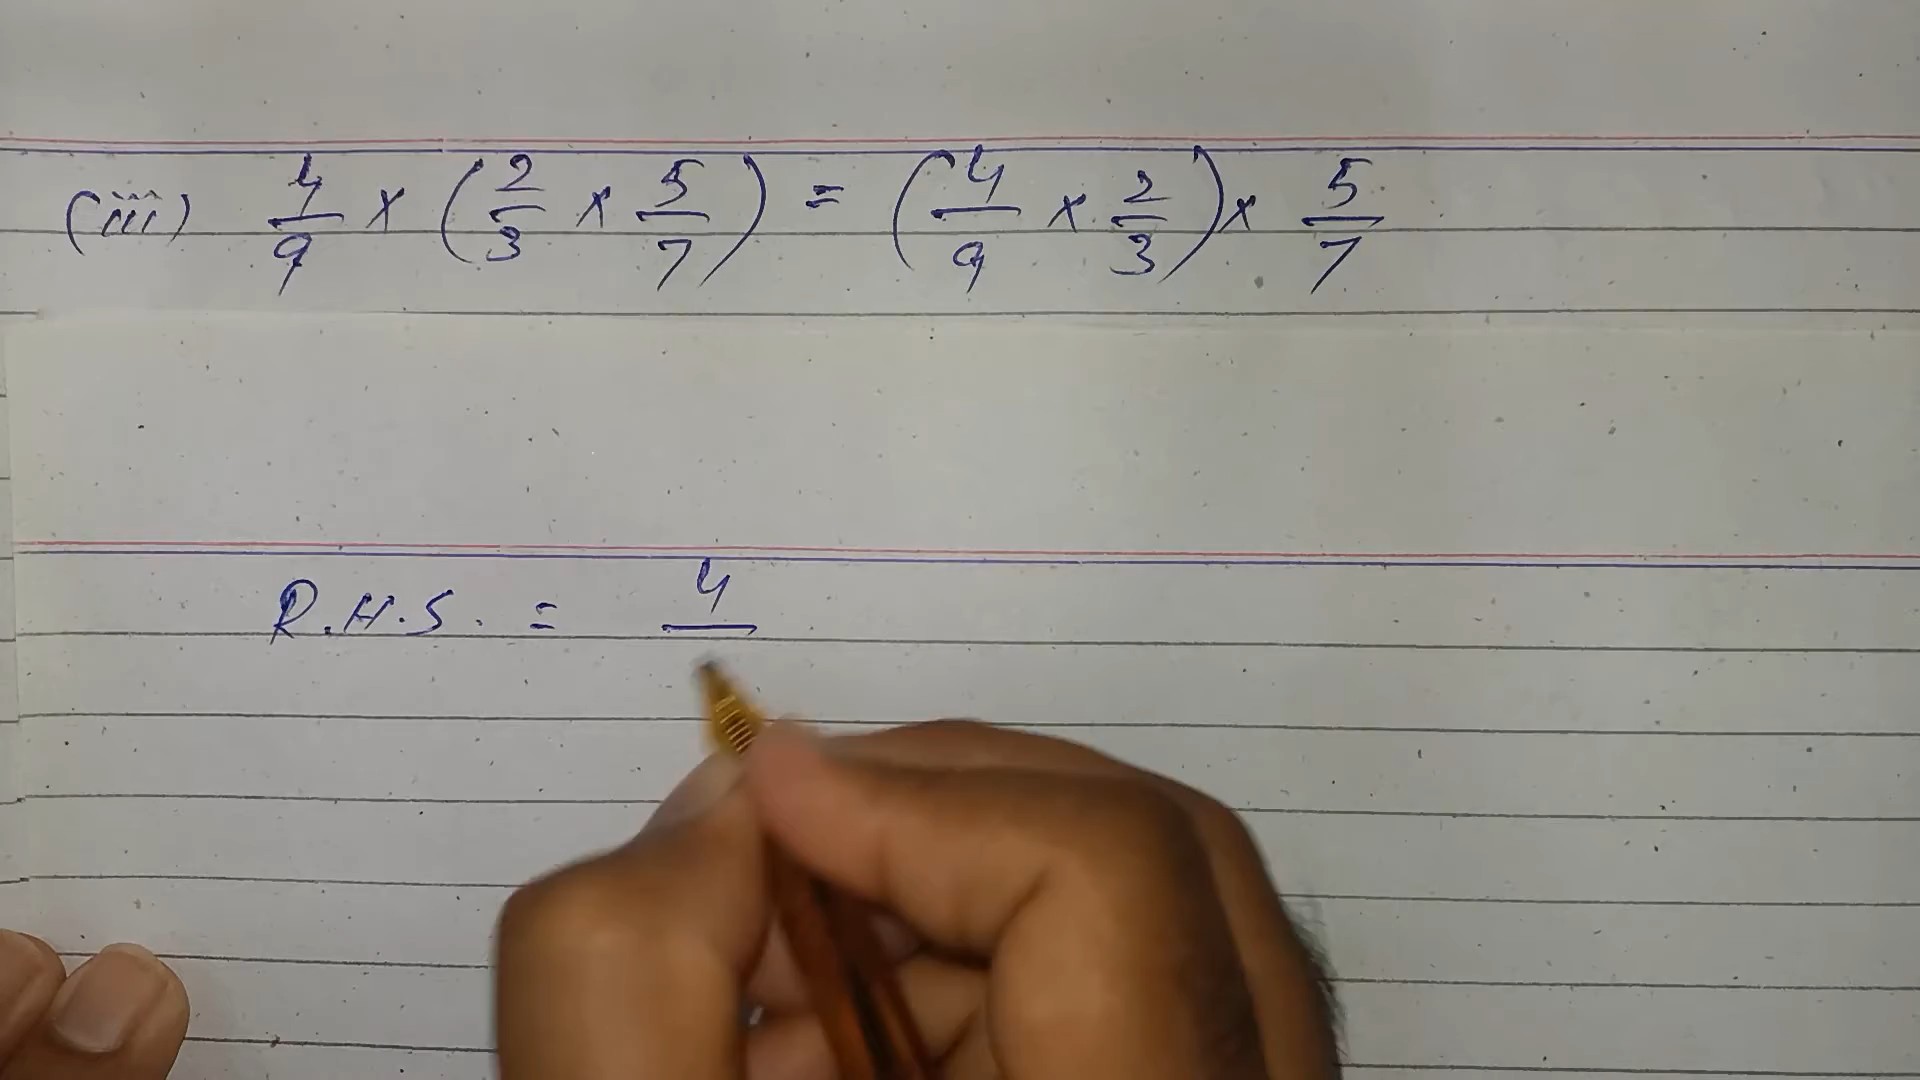 (iii) 4/9 × (2/3 × 5/7) = (4/9 × 2/3) × 5/7
R.H.S. = 4/